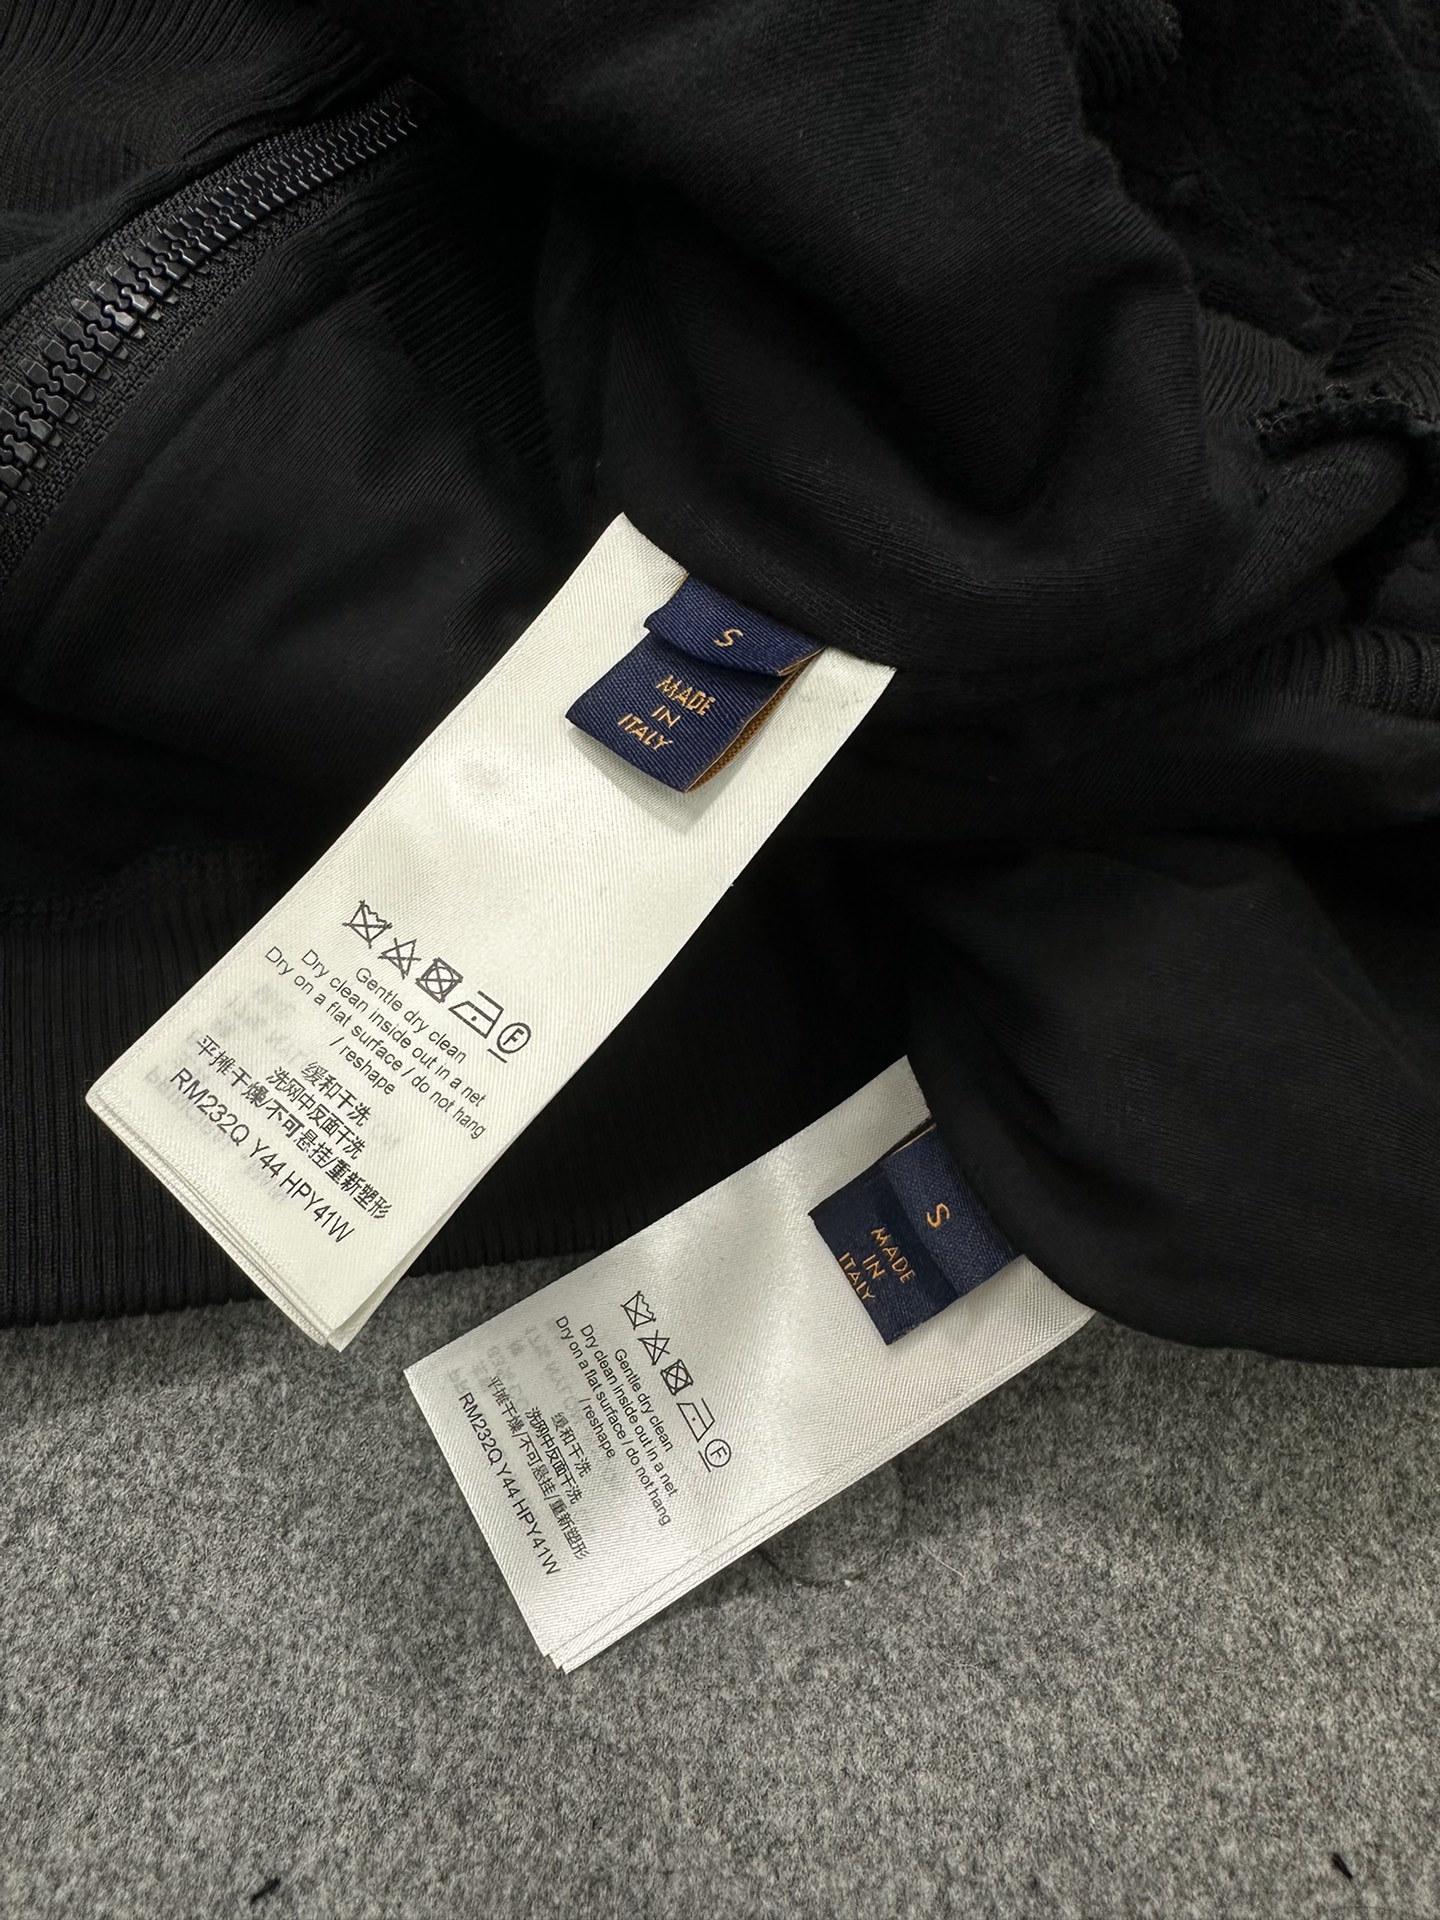 S
MADE
IN
ITALY
F
Gentle dry clean
Dry clean inside out in a net
Dry on a flat surface / do not hang
/ reshape
缓和干洗
洗网中反面干洗
平摊干燥/不可悬挂/重新塑形
RM232Q Y44 HPY41W
S
MADE
IN
ITALY
F
Gentle dry clean
Dry clean inside out in a net
Dry on a flat surface / do not hang
/ reshape
缓和干洗
洗网中反面干洗
平摊干燥/不可悬挂/重新塑形
RM232Q Y44 HPY41W